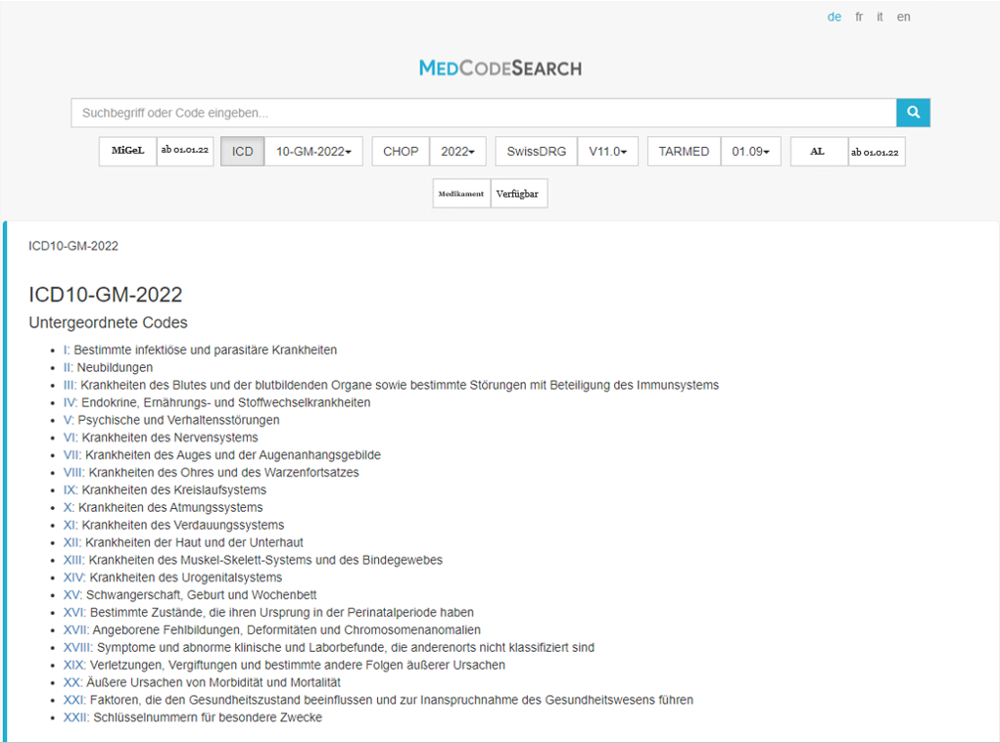 de fr it en
MEDCODESEARCH
Suchbegriff oder Code eingeben...
MiGeL ab 01.01.22 ICD 10-GM-2022 CHOP 2022 SwissDRG V11.0 TARMED 01.09 AL ab 01.01.22
Medikament Verfügbar
ICD10-GM-2022
ICD10-GM-2022
Untergeordnete Codes
I: Bestimmte infektiöse und parasitäre Krankheiten
II: Neubildungen
III: Krankheiten des Blutes und der blutbildenden Organe sowie bestimmte Störungen mit Beteiligung des Immunsystems
IV: Endokrine, Ernährungs- und Stoffwechselkrankheiten
V: Psychische und Verhaltensstörungen
VI: Krankheiten des Nervensystems
VII: Krankheiten des Auges und der Augenanhangsgebilde
VIII: Krankheiten des Ohres und des Warzenfortsatzes
IX: Krankheiten des Kreislaufsystems
X: Krankheiten des Atmungssystems
XI: Krankheiten des Verdauungssystems
XII: Krankheiten der Haut und der Unterhaut
XIII: Krankheiten des Muskel-Skelett-Systems und des Bindegewebes
XIV: Krankheiten des Urogenitalsystems
XV: Schwangerschaft, Geburt und Wochenbett
XVI: Bestimmte Zustände, die ihren Ursprung in der Perinatalperiode haben
XVII: Angeborene Fehlbildungen, Deformitäten und Chromosomenanomalien
XVIII: Symptome und abnorme klinische und Laborbefunde, die anderenorts nicht klassifiziert sind
XIX: Verletzungen, Vergiftungen und bestimmte andere Folgen äußerer Ursachen
XX: Äußere Ursachen von Morbidität und Mortalität
XXI: Faktoren, die den Gesundheitszustand beeinflussen und zur Inanspruchnahme des Gesundheitswesens führen
XXII: Schlüsselnummern für besondere Zwecke